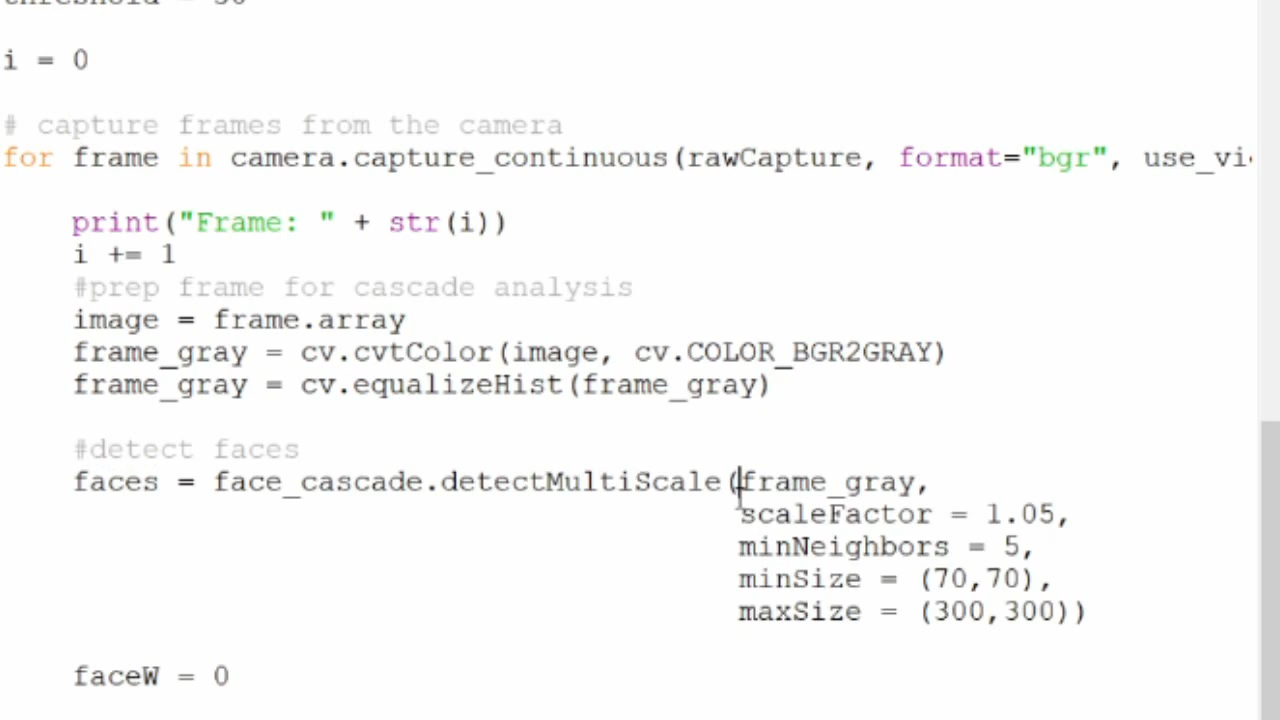 i = 0
# capture frames from the camera
for frame in camera.capture_continuous(rawCapture, format="bgr",
print("Frame: " + str(i))
i += 1
#prep frame for cascade analysis
image = frame.array
frame_gray = cv.cvtColor(image, cv.COLOR_BGR2GRAY)
frame_gray = cv.equalizeHist(frame_gray)
#detect faces
faces = face_cascade.detectMultiScale(frame_gray,
scaleFactor = 1.05,
minNeighbors = 5,
minSize = (70,70),
maxSize = (300,300))
faceW = 0